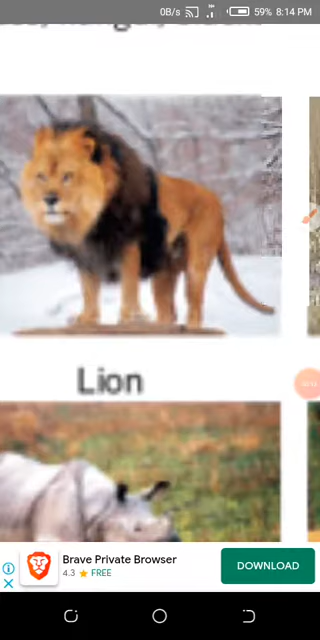 0B/s 59% 8:14 PM
Lion
Brave Private Browser
4.3 ★ FREE
DOWNLOAD